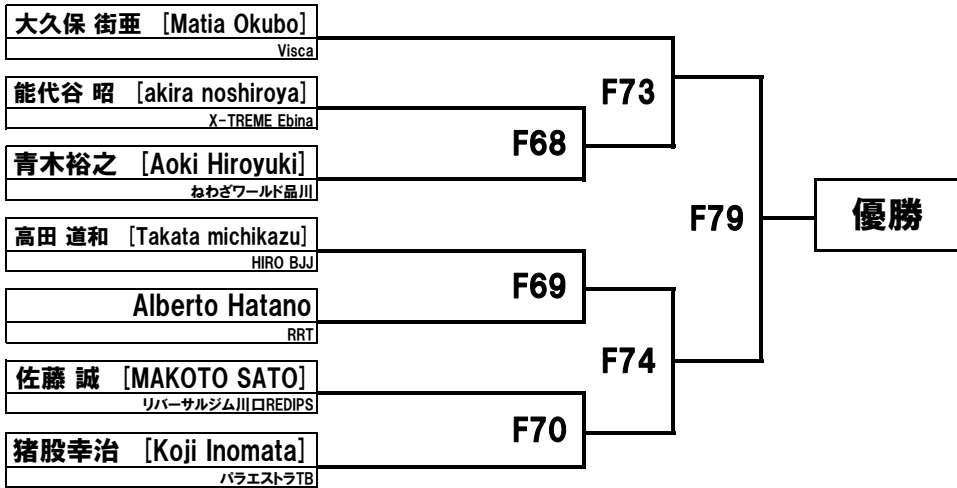 大久保 街亜 [Matia Okubo]
Visca
能代谷 昭 [akira noshiroya]
X-TREME Ebina
青木裕之 [Aoki Hiroyuki]
ねわざワールド品川
高田 道和 [Takata michikazu]
HIRO BJJ
Alberto Hatano
RRT
佐藤 誠 [MAKOTO SATO]
リバーサルジム川口REDIPS
猪股幸治 [Koji Inomata]
パラエストラTB
F68
F69
F70
F73
F74
F79
優勝